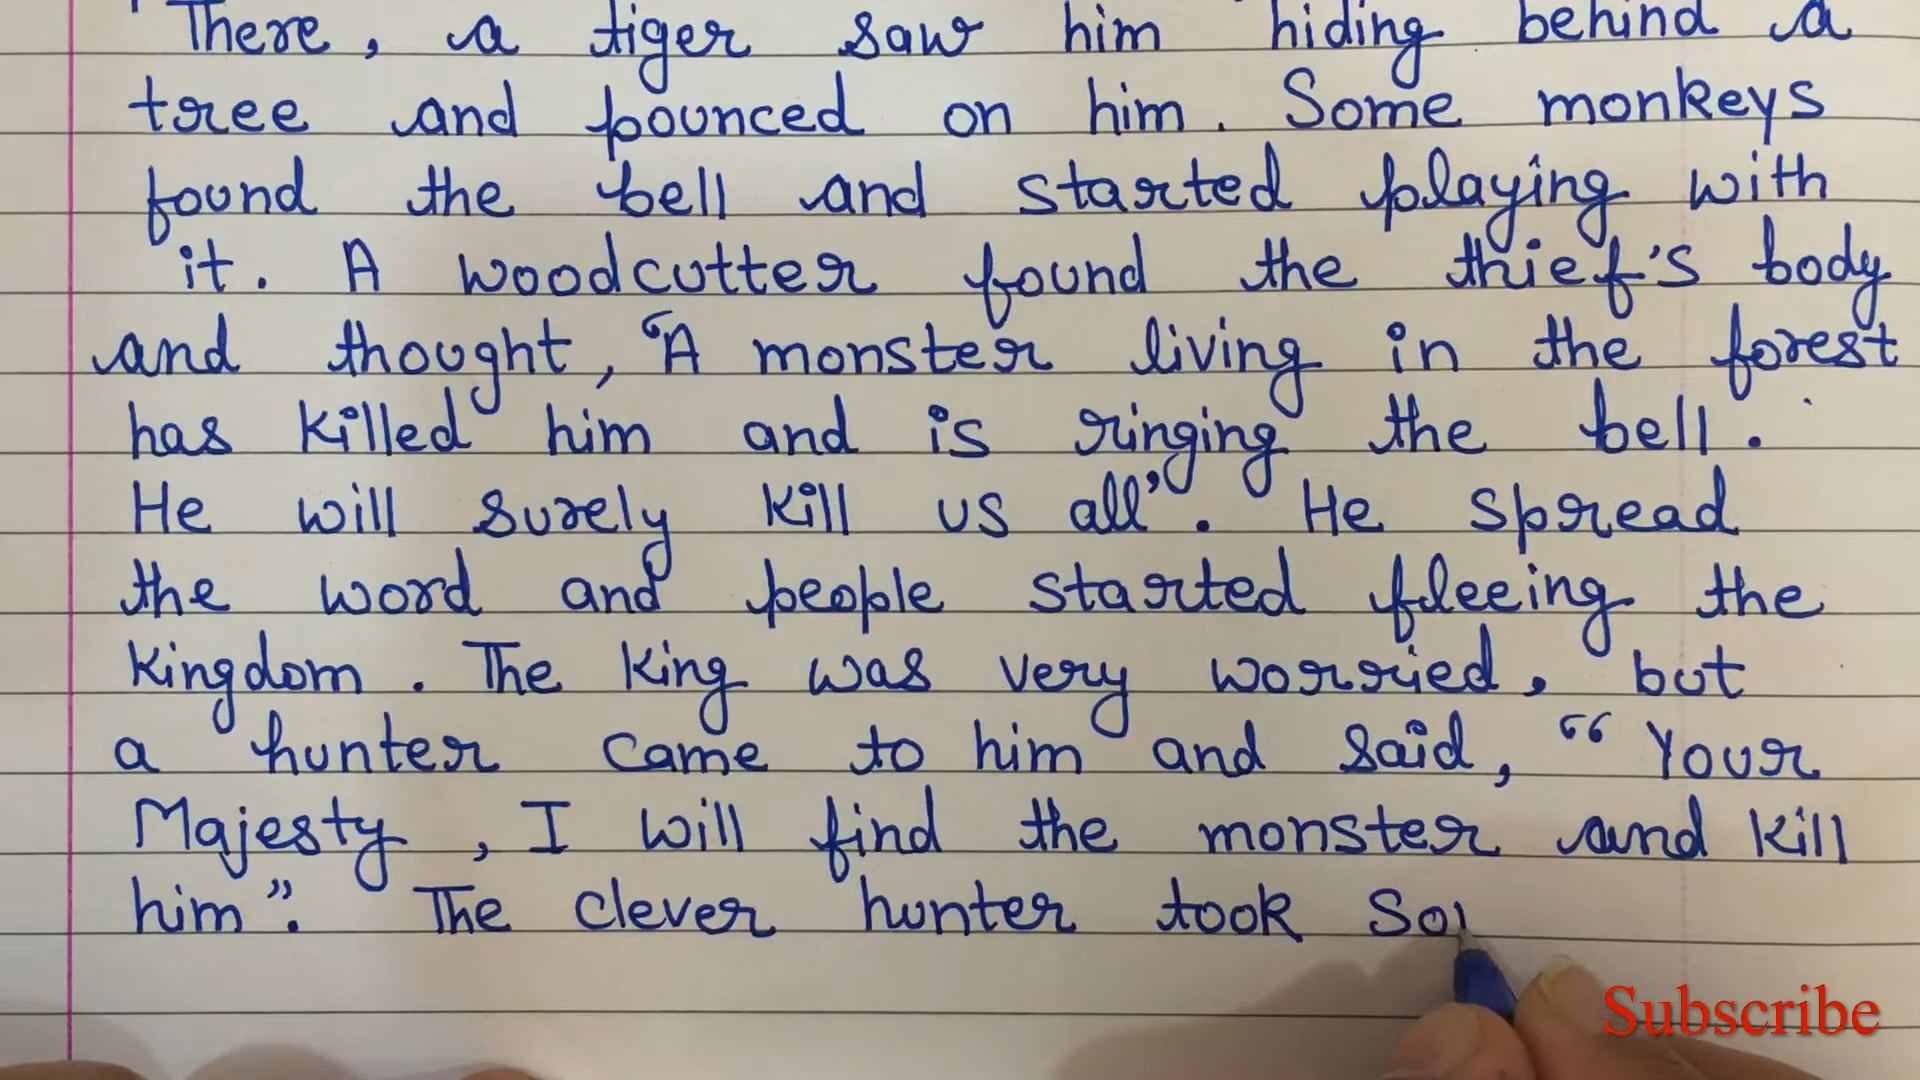 There, a tiger saw him hiding behind a
tree and pounced on him. Some monkeys
found the bell and started playing with
it. A woodcutter found the thief's body
and thought, "A monster living in the forest
has killed him and is ringing the bell.
He will surely kill us all". He spread
the word and people started fleeing the
kingdom. The king was very worried, but
a hunter came to him and said, "Your
Majesty, I will find the monster and kill
him". The clever hunter took so
Subscribe